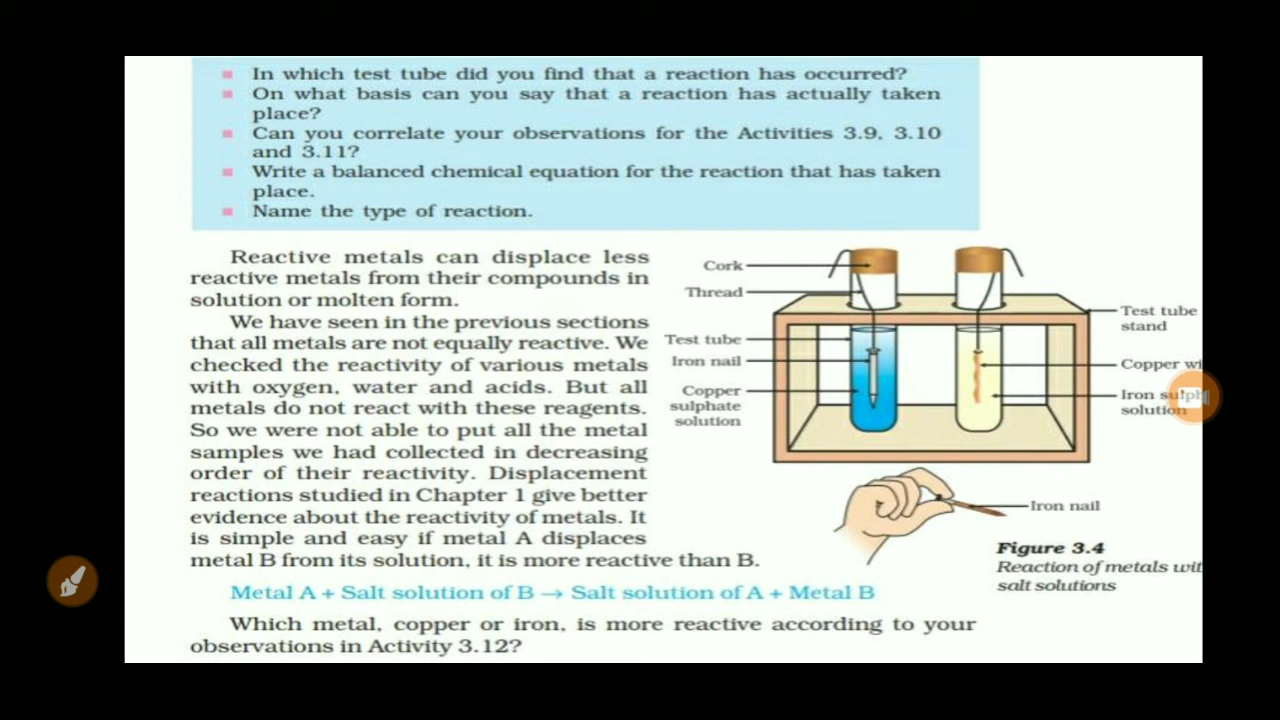 In which test tube did you find that a reaction has occurred?
On what basis can you say that a reaction has actually taken
place?
Can you correlate your observations for the Activities 3.9, 3.10
and 3.11?
Write a balanced chemical equation for the reaction that has taken
place.
Name the type of reaction.
Reactive metals can displace less
reactive metals from their compounds in
solution or molten form.
We have seen in the previous sections
that all metals are not equally reactive. We
checked the reactivity of various metals
with oxygen, water and acids. But all
metals do not react with these reagents.
So we were not able to put all the metal
samples we had collected in decreasing
order of their reactivity. Displacement
reactions studied in Chapter 1 give better
evidence about the reactivity of metals. It
is simple and easy if metal A displaces
metal B from its solution, it is more reactive than B.
Metal A + Salt solution of B → Salt solution of A + Metal B
Which metal, copper or iron, is more reactive according to your
observations in Activity 3.12?
Cork
Thread
Test tube
Iron nail
Copper
sulphate
solution
Test tube
stand
Copper wi
Iron sulph
solution
Iron nail
Figure 3.4
Reaction of metals wit
salt solutions